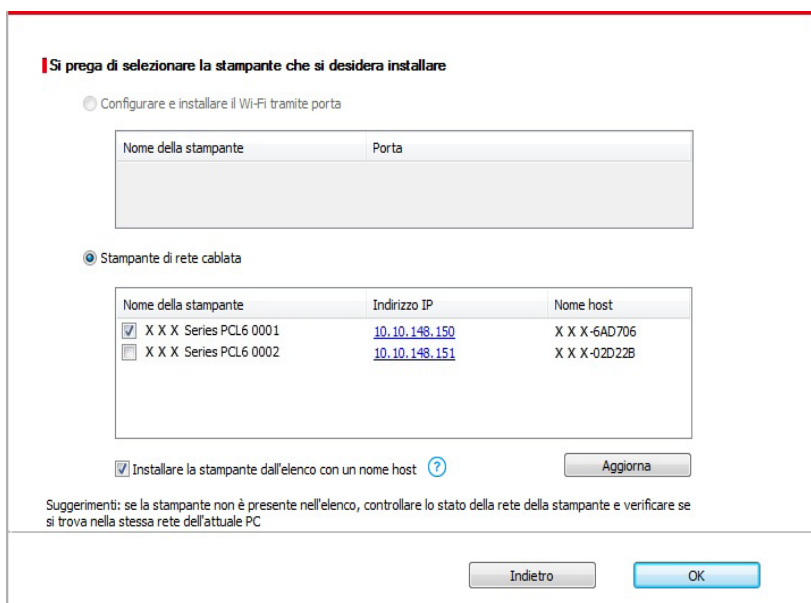 Si prega di selezionare la stampante che si desidera installare
Configurare e installare il Wi-Fi tramite porta
Nome della stampante Porta
Stampante di rete cablata
Nome della stampante Indirizzo IP Nome host
X X X Series PCL6 0001 10.10.148.150 X X X-6AD706
X X X Series PCL6 0002 10.10.148.151 X X X-02D22B
Installare la stampante dall'elenco con un nome host ? Aggiorna
Suggerimenti: se la stampante non è presente nell'elenco, controllare lo stato della rete della stampante e verificare se
si trova nella stessa rete dell'attuale PC
Indietro OK